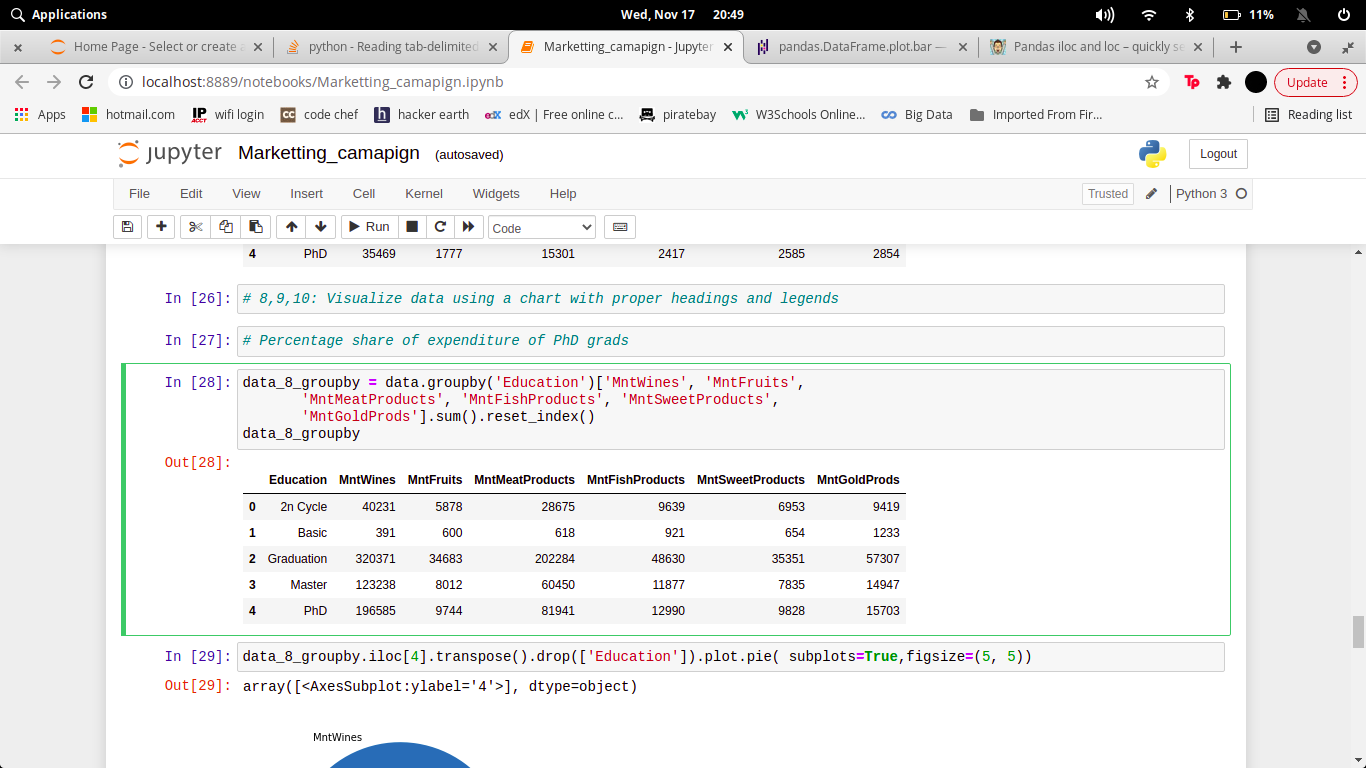 Applications
Wed, Nov 17 20:49
11%
Home Page - Select or create a
python - Reading tab-delimited
Marketting_camapign - Jupyter
pandas.DataFrame.plot.bar —
Pandas iloc and loc – quickly se
localhost:8889/notebooks/Marketting_camapign.ipynb
Tp
Update
Apps
hotmail.com
IP ACCT wifi login
CC code chef
h hacker earth
edX edX | Free online c...
piratebay
W3Schools Online...
Big Data
Imported From Fir...
Reading list
jupyter Marketting_camapign (autosaved)
Logout
File Edit View Insert Cell Kernel Widgets Help
Trusted
Python 3
Run
Code
4 PhD 35469 1777 15301 2417 2585 2854
In [26]: # 8,9,10: Visualize data using a chart with proper headings and legends
In [27]: # Percentage share of expenditure of PhD grads
In [28]: data_8_groupby = data.groupby('Education')['MntWines', 'MntFruits',
'MntMeatProducts', 'MntFishProducts', 'MntSweetProducts',
'MntGoldProds'].sum().reset_index()
data_8_groupby
Out[28]:
Education MntWines MntFruits MntMeatProducts MntFishProducts MntSweetProducts MntGoldProds
0 2n Cycle 40231 5878 28675 9639 6953 9419
1 Basic 391 600 618 921 654 1233
2 Graduation 320371 34683 202284 48630 35351 57307
3 Master 123238 8012 60450 11877 7835 14947
4 PhD 196585 9744 81941 12990 9828 15703
In [29]: data_8_groupby.iloc[4].transpose().drop(['Education']).plot.pie( subplots=True,figsize=(5, 5))
Out[29]: array([<AxesSubplot:ylabel='4'>], dtype=object)
MntWines